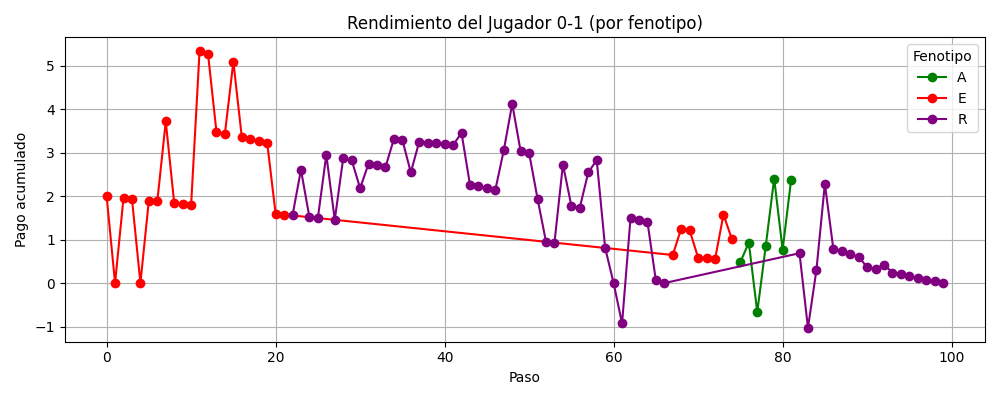 Rendimiento del Jugador 0-1 (por fenotipo)
Pago acumulado
5
4
3
2
1
0
−1
0 20 40 60 80 100
Paso
Fenotipo
A
E
R